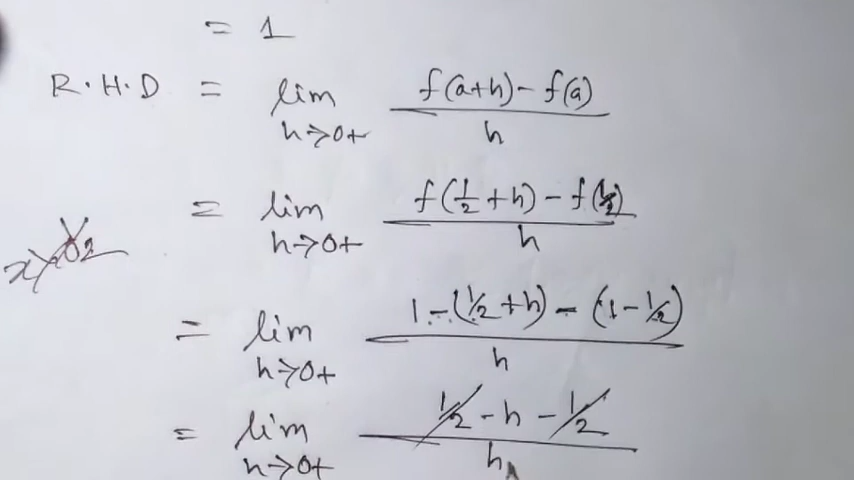 = 1
R.H.D = lim h→0+ f(a+h) - f(a) / h
= lim h→0+ f(1/2 + h) - f(1/2) / h
= lim h→0+ 1 - (1/2 + h) - (1 - 1/2) / h
= lim h→0+ 1/2 - h - 1/2 / h